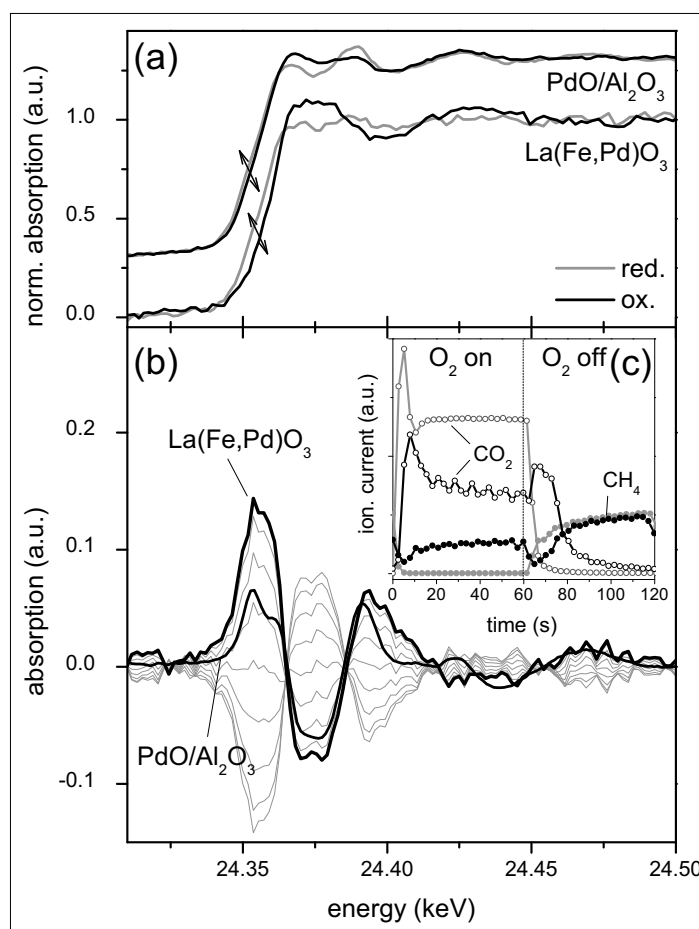 (a)
norm. absorption (a.u.)
1.0
0.5
0.0
PdO/Al₂O₃
La(Fe,Pd)O₃
red.
ox.
(b)
absorption (a.u.)
0.2
0.1
0.0
-0.1
La(Fe,Pd)O₃
PdO/Al₂O₃
(c)
O₂ on
O₂ off
ion. current (a.u.)
CO₂
CH₄
0 20 40 60 80 100 120
time (s)
24.35 24.40 24.45 24.50
energy (keV)